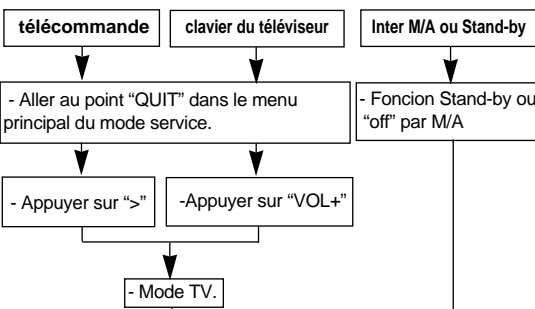 télécommande
clavier du téléviseur
Inter M/A ou Stand-by
- Aller au point “QUIT” dans le menu
principal du mode service.
- Foncion Stand-by ou
“off” par M/A
- Appuyer sur “>”
-Appuyer sur “VOL+”
- Mode TV.